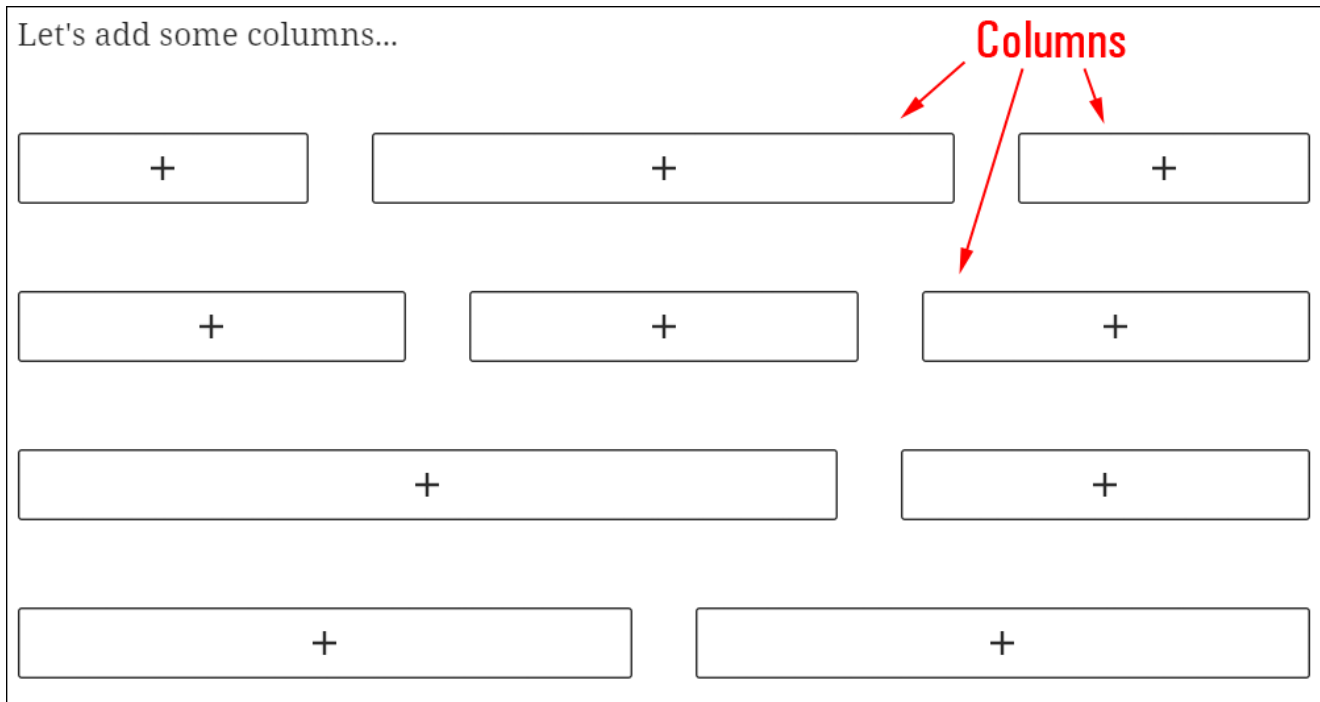 Let's add some columns...
Columns
+ + +
+ + +
+ +
+ +